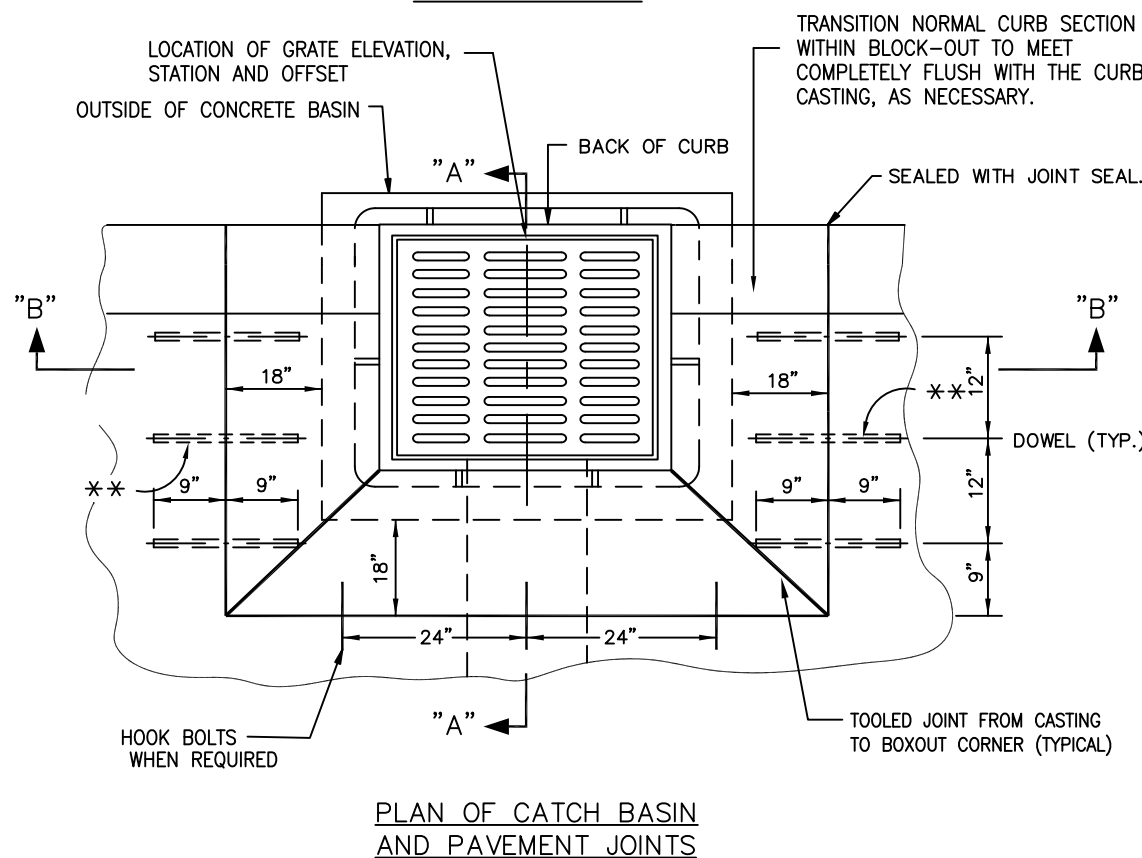 TRANSITION NORMAL CURB SECTION
WITHIN BLOCK-OUT TO MEET
COMPLETELY FLUSH WITH THE CURB
CASTING, AS NECESSARY.
LOCATION OF GRATE ELEVATION,
STATION AND OFFSET
OUTSIDE OF CONCRETE BASIN
BACK OF CURB
"A"
SEALED WITH JOINT SEAL.
"B"
"B"
18"
18"
12"
**
**
DOWEL (TYP.)
9"
9"
9"
9"
12"
18"
9"
24"
24"
"A"
HOOK BOLTS
WHEN REQUIRED
TOOLED JOINT FROM CASTING
TO BOXOUT CORNER (TYPICAL)
PLAN OF CATCH BASIN
AND PAVEMENT JOINTS